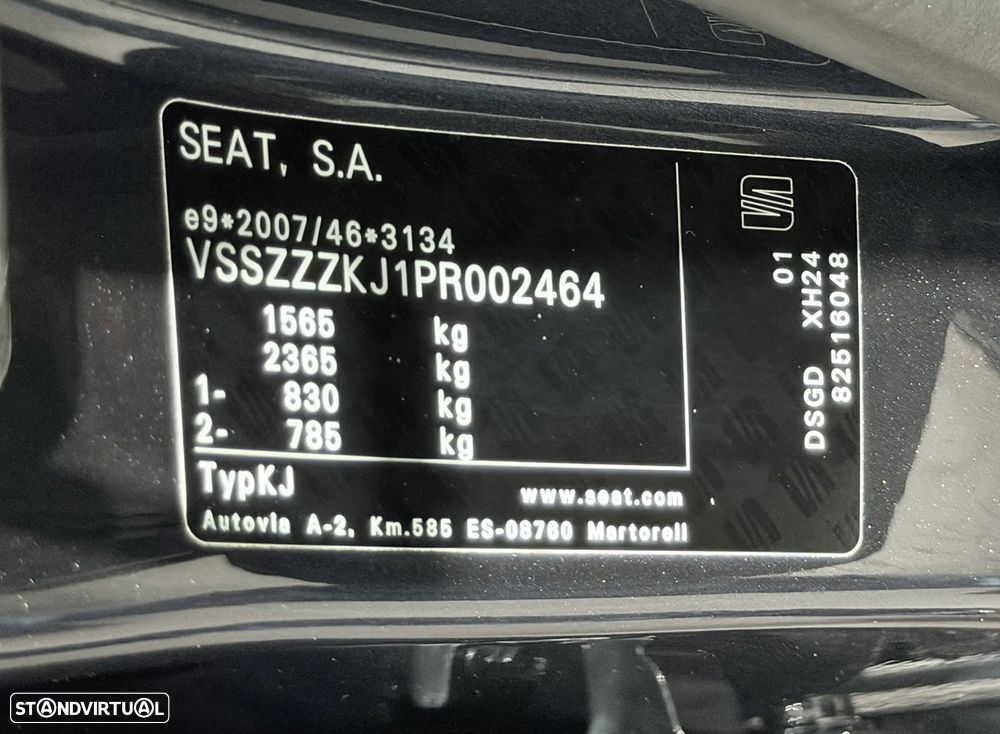 SEAT, S.A.
e9*2007/46*3134
VSSZZZKJ1PR002464
1565 kg
2365 kg
1- 830 kg
2- 785 kg
TypKJ
www.seat.com
Autovia A-2, Km.585 ES-08760 Martorell
01
DSGD XH24
82516048
STANDVIRTUAL